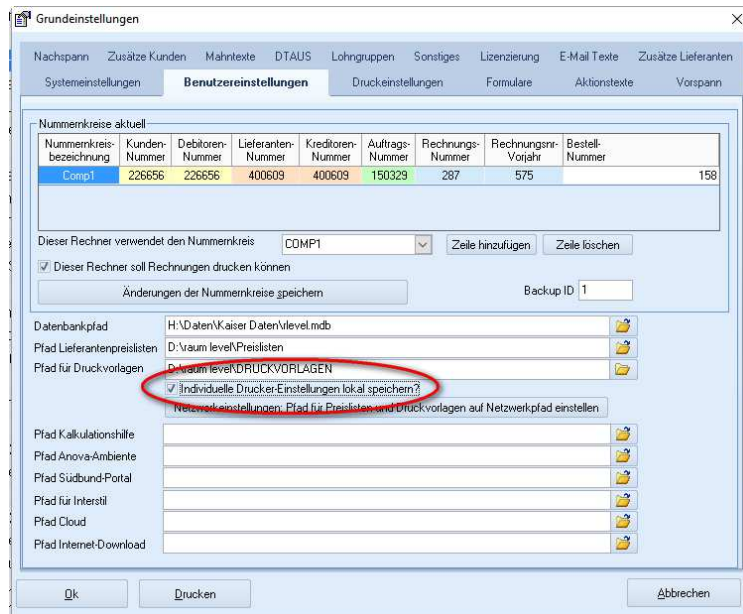 Grundeinstellungen
Nachspann Zusätze Kunden Mahntexte DTAUS Lohngruppen Sonstiges Lizenzierung E-Mail Texte Zusätze Lieferanten
Systemeinstellungen Benutzereinstellungen Druckeinstellungen Formulare Aktionstexte Vorspann
Nummernkreise aktuell
Nummernkreis- Kunden- Debitoren- Lieferanten- Kreditoren- Auftrags- Rechnungs- Rechnungsnr- Bestell-
bezeichnung Nummer Nummer Nummer Nummer Nummer Nummer Vorjahr Nummer
Comp1 226656 226656 400609 400609 150329 287 575 158
Dieser Rechner verwendet den Nummernkreis COMP1 Zeile hinzufügen Zeile löschen
Dieser Rechner soll Rechnungen drucken können
Änderungen der Nummernkreise speichern Backup ID 1
Datenbankpfad H:\Daten\Kaiser Daten\rlevel.mdb
Pfad Lieferantenpreislisten D:\raum level\Preislisten
Pfad für Druckvorlagen D:\raum level\DRUCKVORLAGEN
Individuelle Drucker-Einstellungen lokal speichern?
Netzwerkeinstellungen: Pfad für Preislisten und Druckvorlagen auf Netzwerkpfad einstellen
Pfad Kalkulationshilfe
Pfad Anova-Ambiente
Pfad Südbund-Portal
Pfad für Interstil
Pfad Cloud
Pfad Internet-Download
Ok Drucken Abbrechen